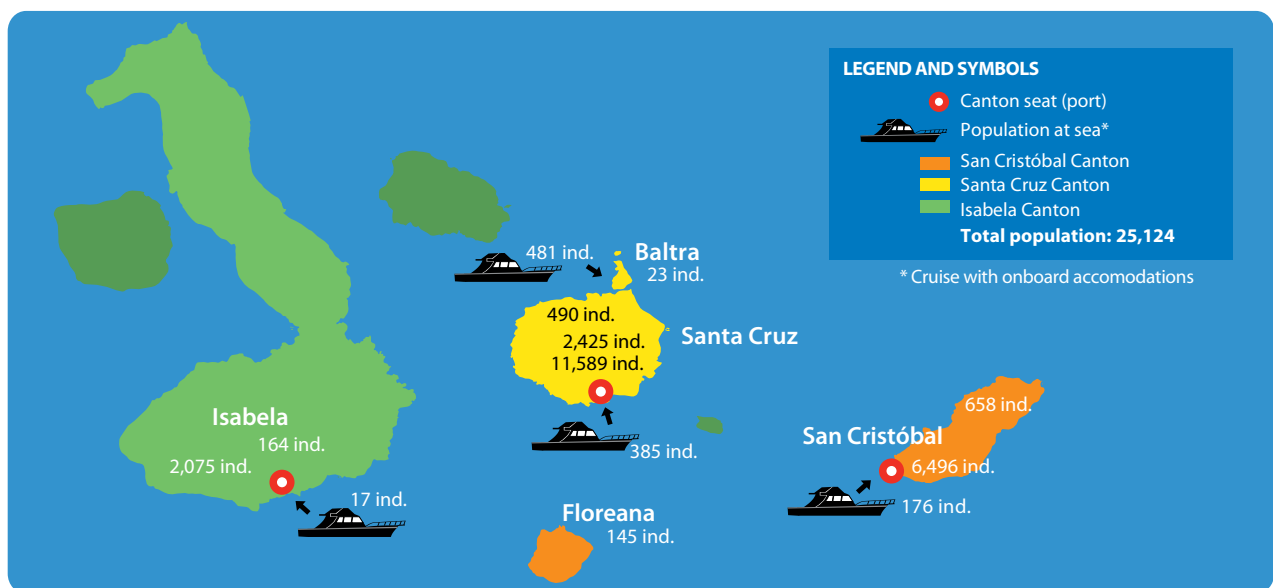 LEGEND AND SYMBOLS
Canton seat (port)
Population at sea*
San Cristóbal Canton
Santa Cruz Canton
Isabela Canton
Total population: 25,124
* Cruise with onboard accomodations
481 ind.
Baltra
23 ind.
490 ind.
2,425 ind.
11,589 ind.
Santa Cruz
385 ind.
Isabela
164 ind.
2,075 ind.
17 ind.
Floreana
145 ind.
658 ind.
San Cristóbal
6,496 ind.
176 ind.